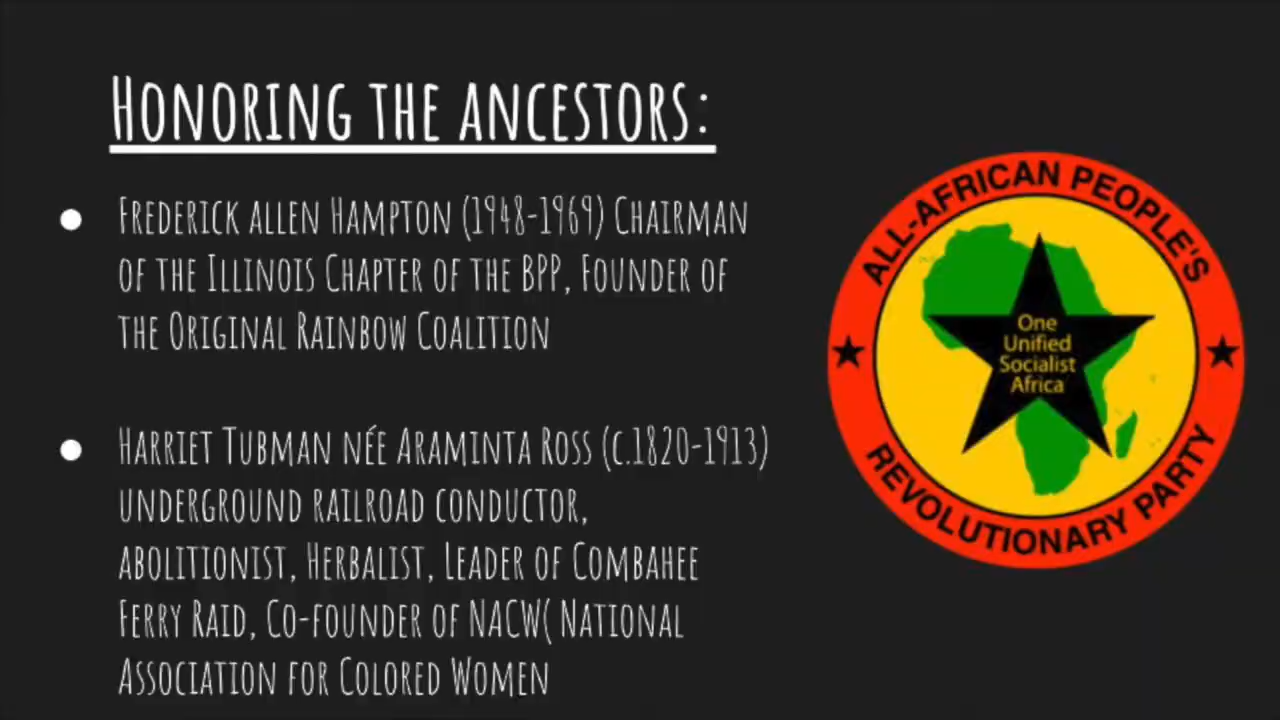 Honoring the ancestors:
Frederick allen Hampton (1948-1969) Chairman
of the Illinois Chapter of the BPP, Founder of
the Original Rainbow Coalition
Harriet Tubman née Araminta Ross (c.1820-1913)
underground railroad conductor,
abolitionist, Herbalist, Leader of Combahee
Ferry Raid, Co-founder of NACW( National
Association for Colored Women
ALL-AFRICAN PEOPLE'S
One
Unified
Socialist
Africa
REVOLUTIONARY PARTY